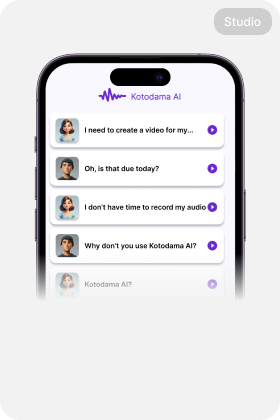 Studio
Kotodama AI
I need to create a video for my...
Oh, is that due today?
I don't have time to record my audio
Why don't you use Kotodama AI?
Kotodama AI?